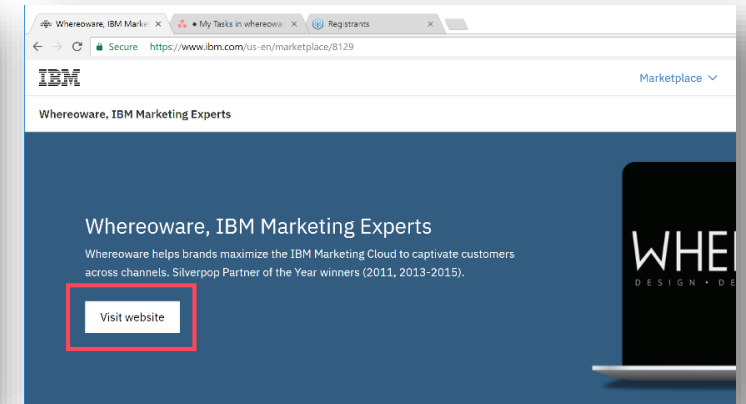 Whereoware, IBM Marke
• My Tasks in whereowar
Registrants
Secure https://www.ibm.com/us-en/marketplace/8129
IBM
Marketplace
Whereoware, IBM Marketing Experts
Whereoware, IBM Marketing Experts
Whereoware helps brands maximize the IBM Marketing Cloud to captivate customers
across channels. Silverpop Partner of the Year winners (2011, 2013-2015).
Visit website
WHE
DESIGN • DE